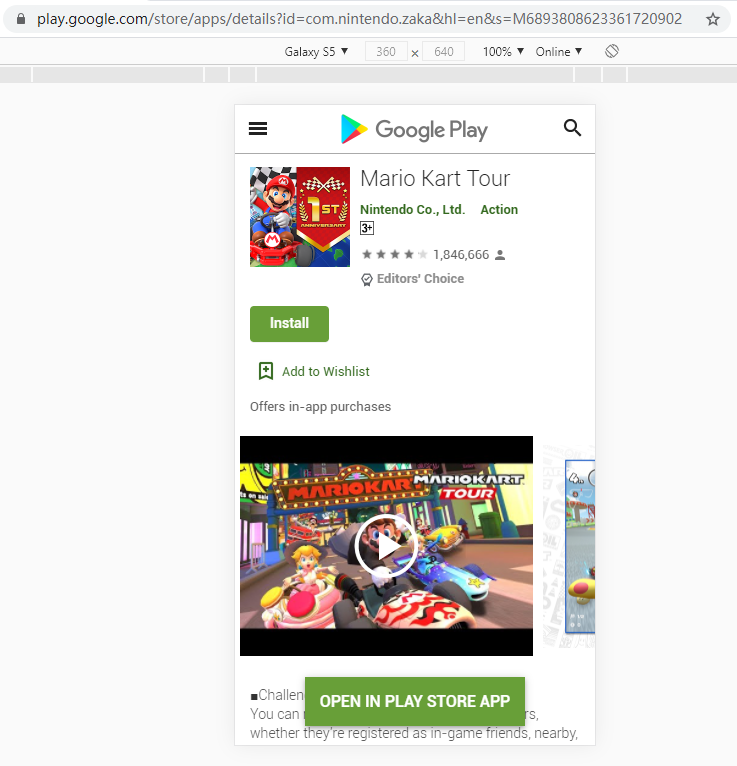 play.google.com/store/apps/details?id=com.nintendo.zaka&hl=en&s=M6893808623361720902
Galaxy S5 ▼ 360 × 640 100% ▼ Online ▼
Google Play
Mario Kart Tour
1ST
ANNIVERSARY
Nintendo Co., Ltd. Action
3+
1,846,666
Editors' Choice
Install
Add to Wishlist
Offers in-app purchases
MARIOKART
MARIOKART
TOUR
■Challen
OPEN IN PLAY STORE APP
You can
rs,
whether they're registered as in-game friends, nearby,